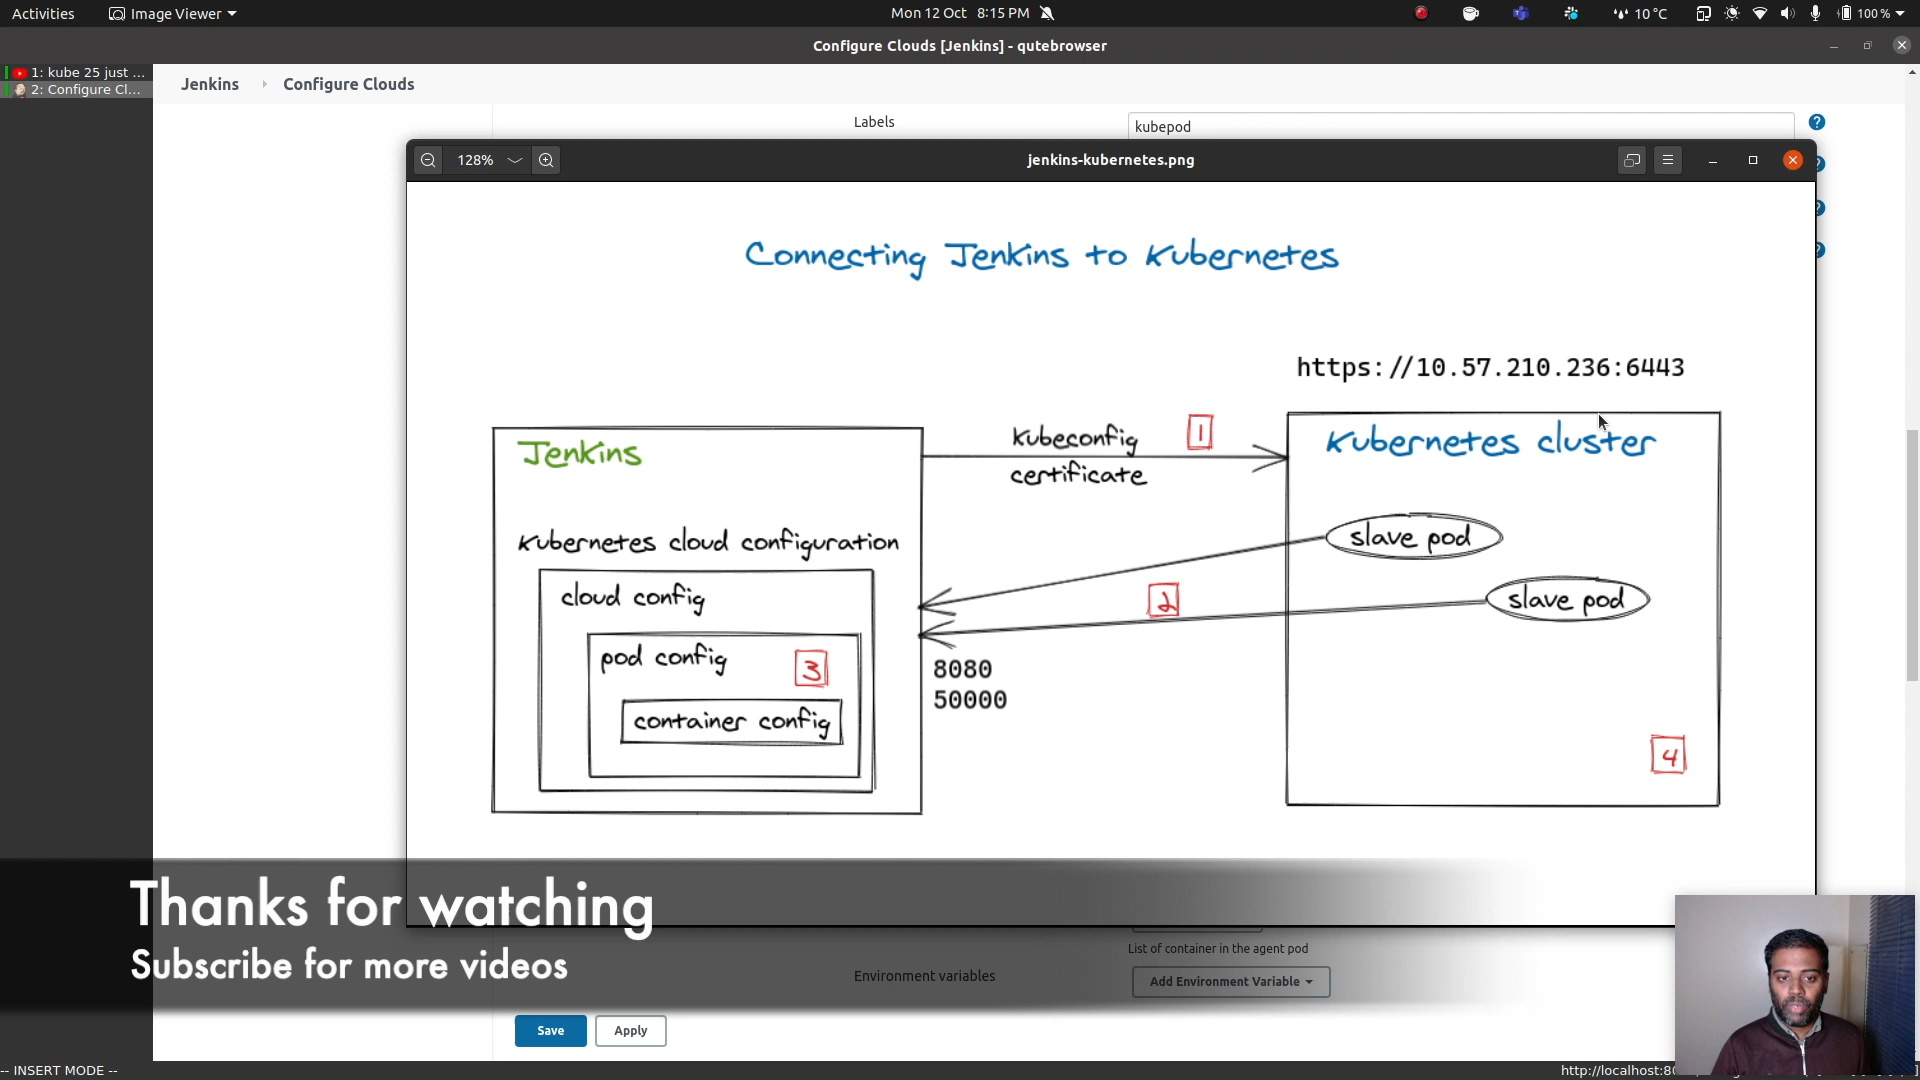 Activities
Image Viewer
Mon 12 Oct 8:15 PM
10 °C
100 %
Configure Clouds [Jenkins] - qutebrowser
1: kube 25 just ...
2: Configure Cl...
Jenkins
Configure Clouds
Labels
kubepod
128%
jenkins-kubernetes.png
Connecting Jenkins to Kubernetes
https://10.57.210.236:6443
Jenkins
kubeconfig
1
certificate
Kubernetes cluster
Kubernetes cloud configuration
slave pod
cloud config
2
slave pod
pod config
3
8080
50000
container config
4
Thanks for watching
Subscribe for more videos
List of container in the agent pod
Environment variables
Add Environment Variable
Save
Apply
-- INSERT MODE --
http://localhost:80